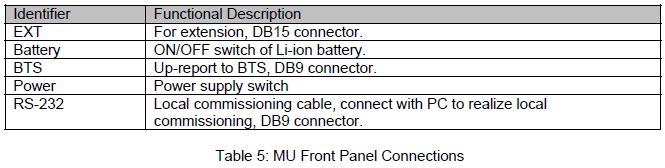 Identifier Functional Description
EXT For extension, DB15 connector.
Battery ON/OFF switch of Li-ion battery.
BTS Up-report to BTS, DB9 connector.
Power Power supply switch
RS-232 Local commissioning cable, connect with PC to realize local
commissioning, DB9 connector.
Table 5: MU Front Panel Connections